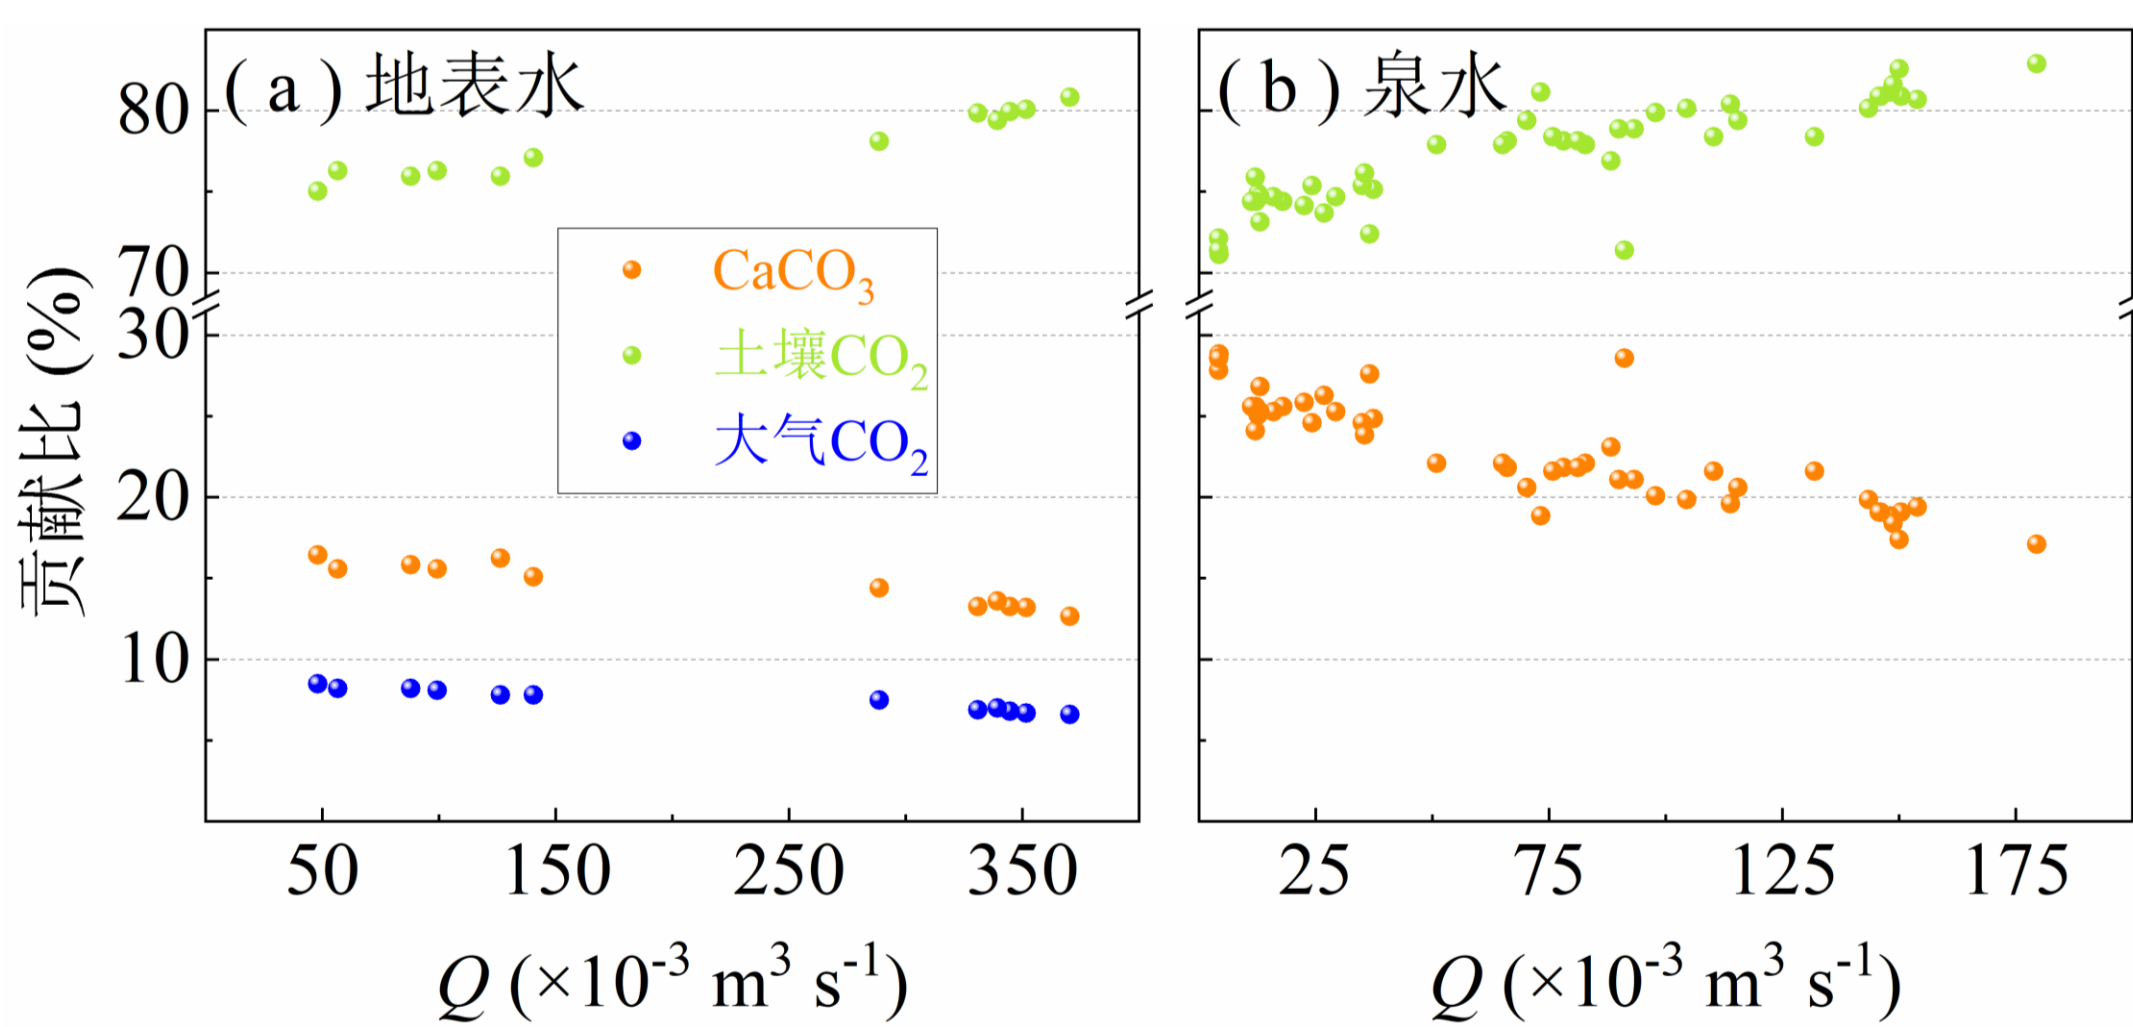 (a) 地表水
(b) 泉水
80
70
30
20
10
贡献比 (%)
CaCO₃
土壤CO₂
大气CO₂
50 150 250 350
25 75 125 175
Q (×10⁻³ m³ s⁻¹)
Q (×10⁻³ m³ s⁻¹)